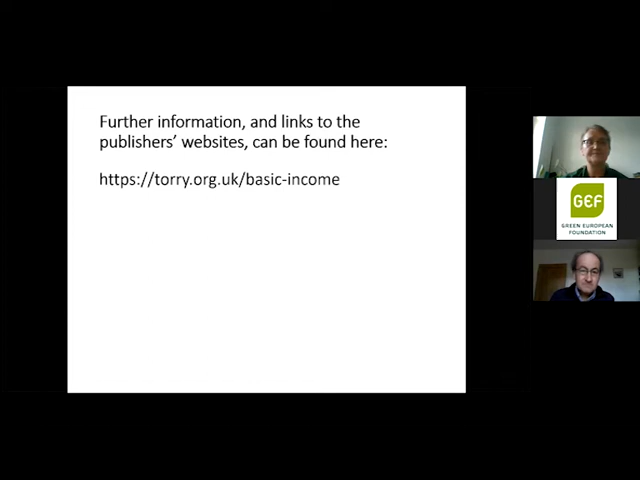 Further information, and links to the
publishers’ websites, can be found here:
https://torry.org.uk/basic-income
GEF
GREEN EUROPEAN
FOUNDATION